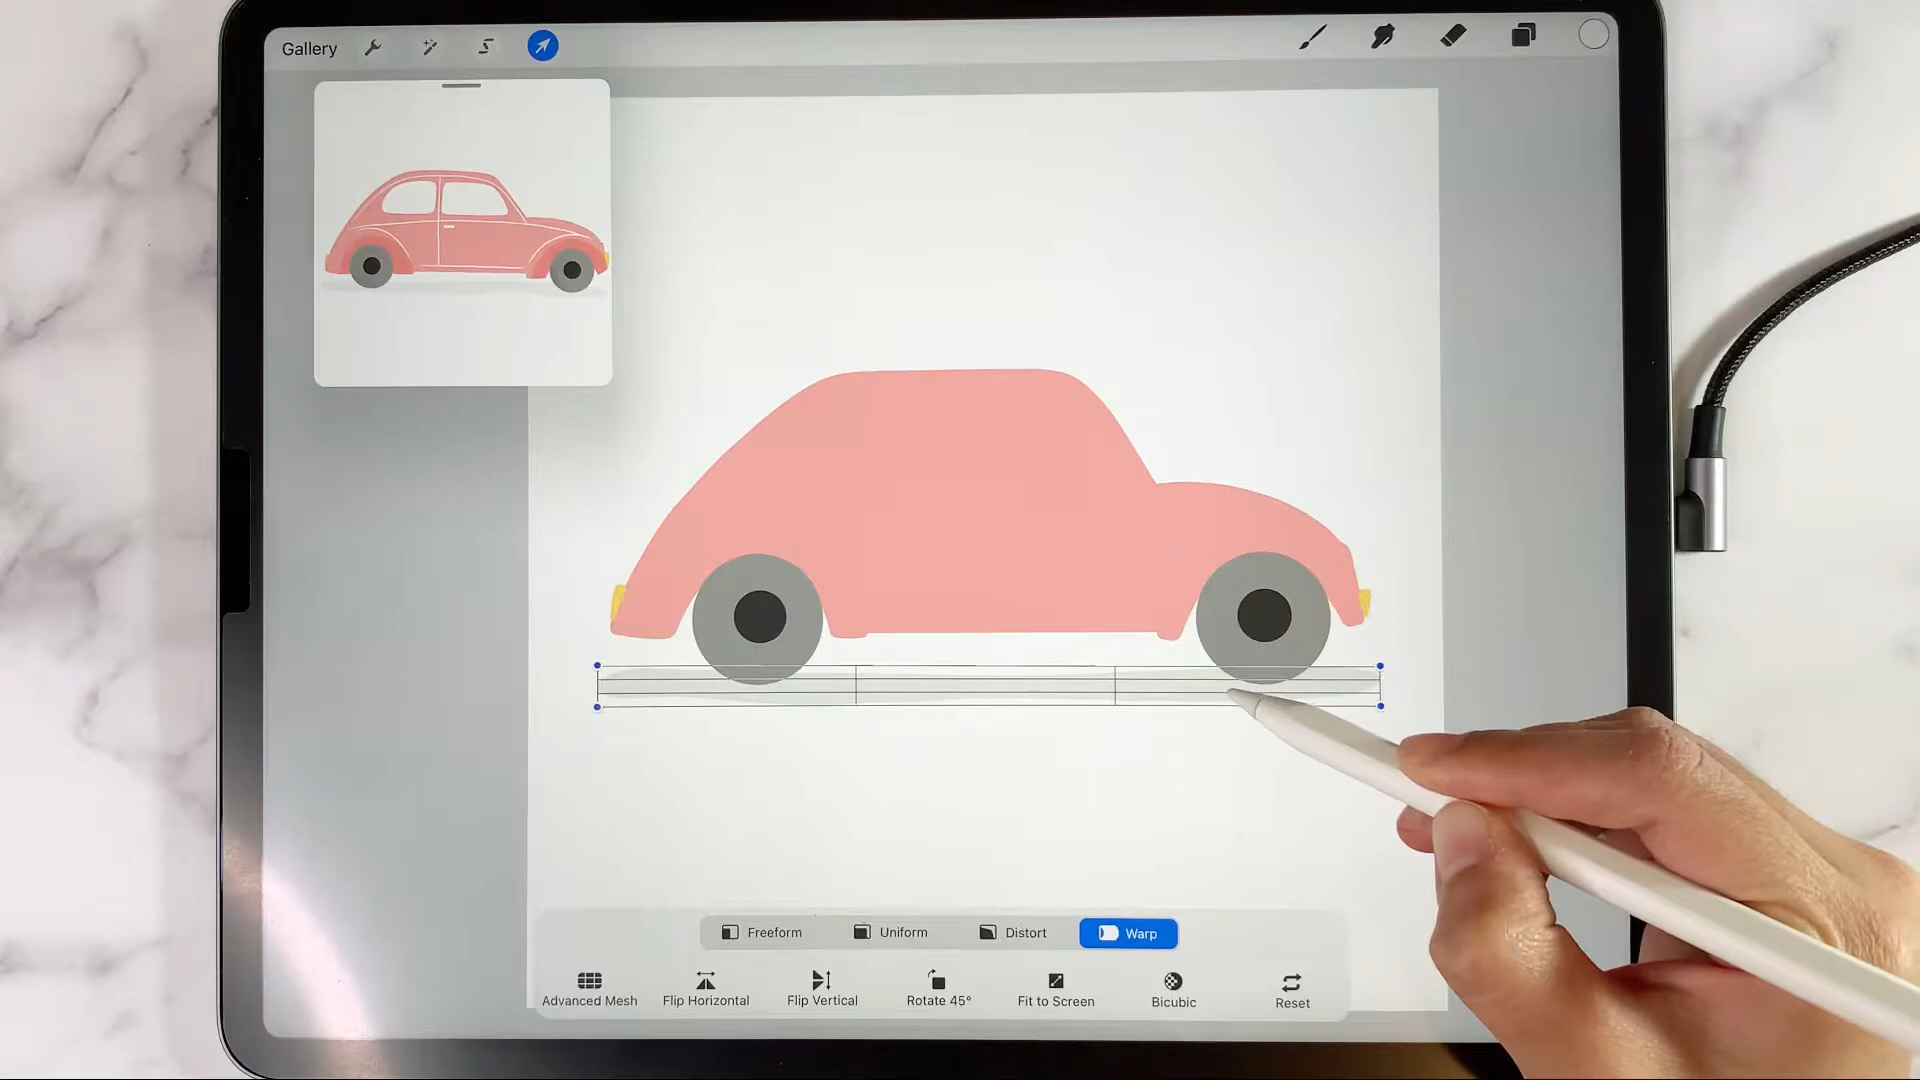 Gallery
Freeform Uniform Distort Warp
Advanced Mesh Flip Horizontal Flip Vertical Rotate 45° Fit to Screen Bicubic Reset